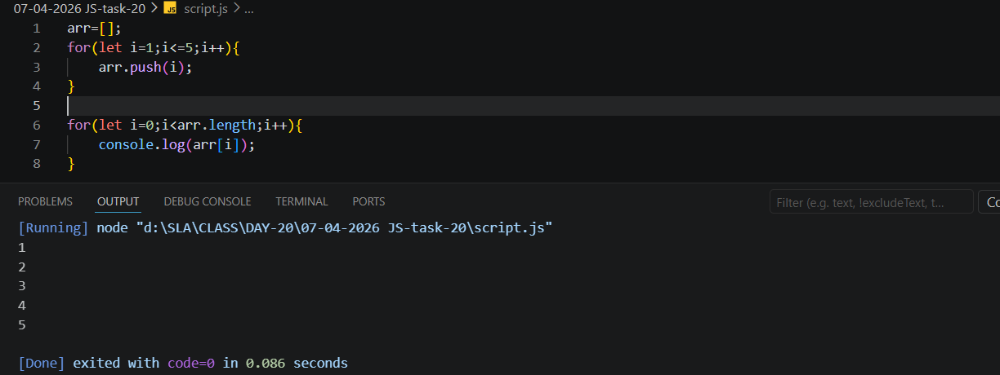 07-04-2026 JS-task-20 > JS script.js > ...
1 arr=[];
2 for(let i=1;i<=5;i++){
3     arr.push(i);
4 }
5
6 for(let i=0;i<arr.length;i++){
7     console.log(arr[i]);
8 }
PROBLEMS OUTPUT DEBUG CONSOLE TERMINAL PORTS Filter (e.g. text, !excludeText, t... Co
[Running] node "d:\SLA\CLASS\DAY-20\07-04-2026 JS-task-20\script.js"
1
2
3
4
5
[Done] exited with code=0 in 0.086 seconds